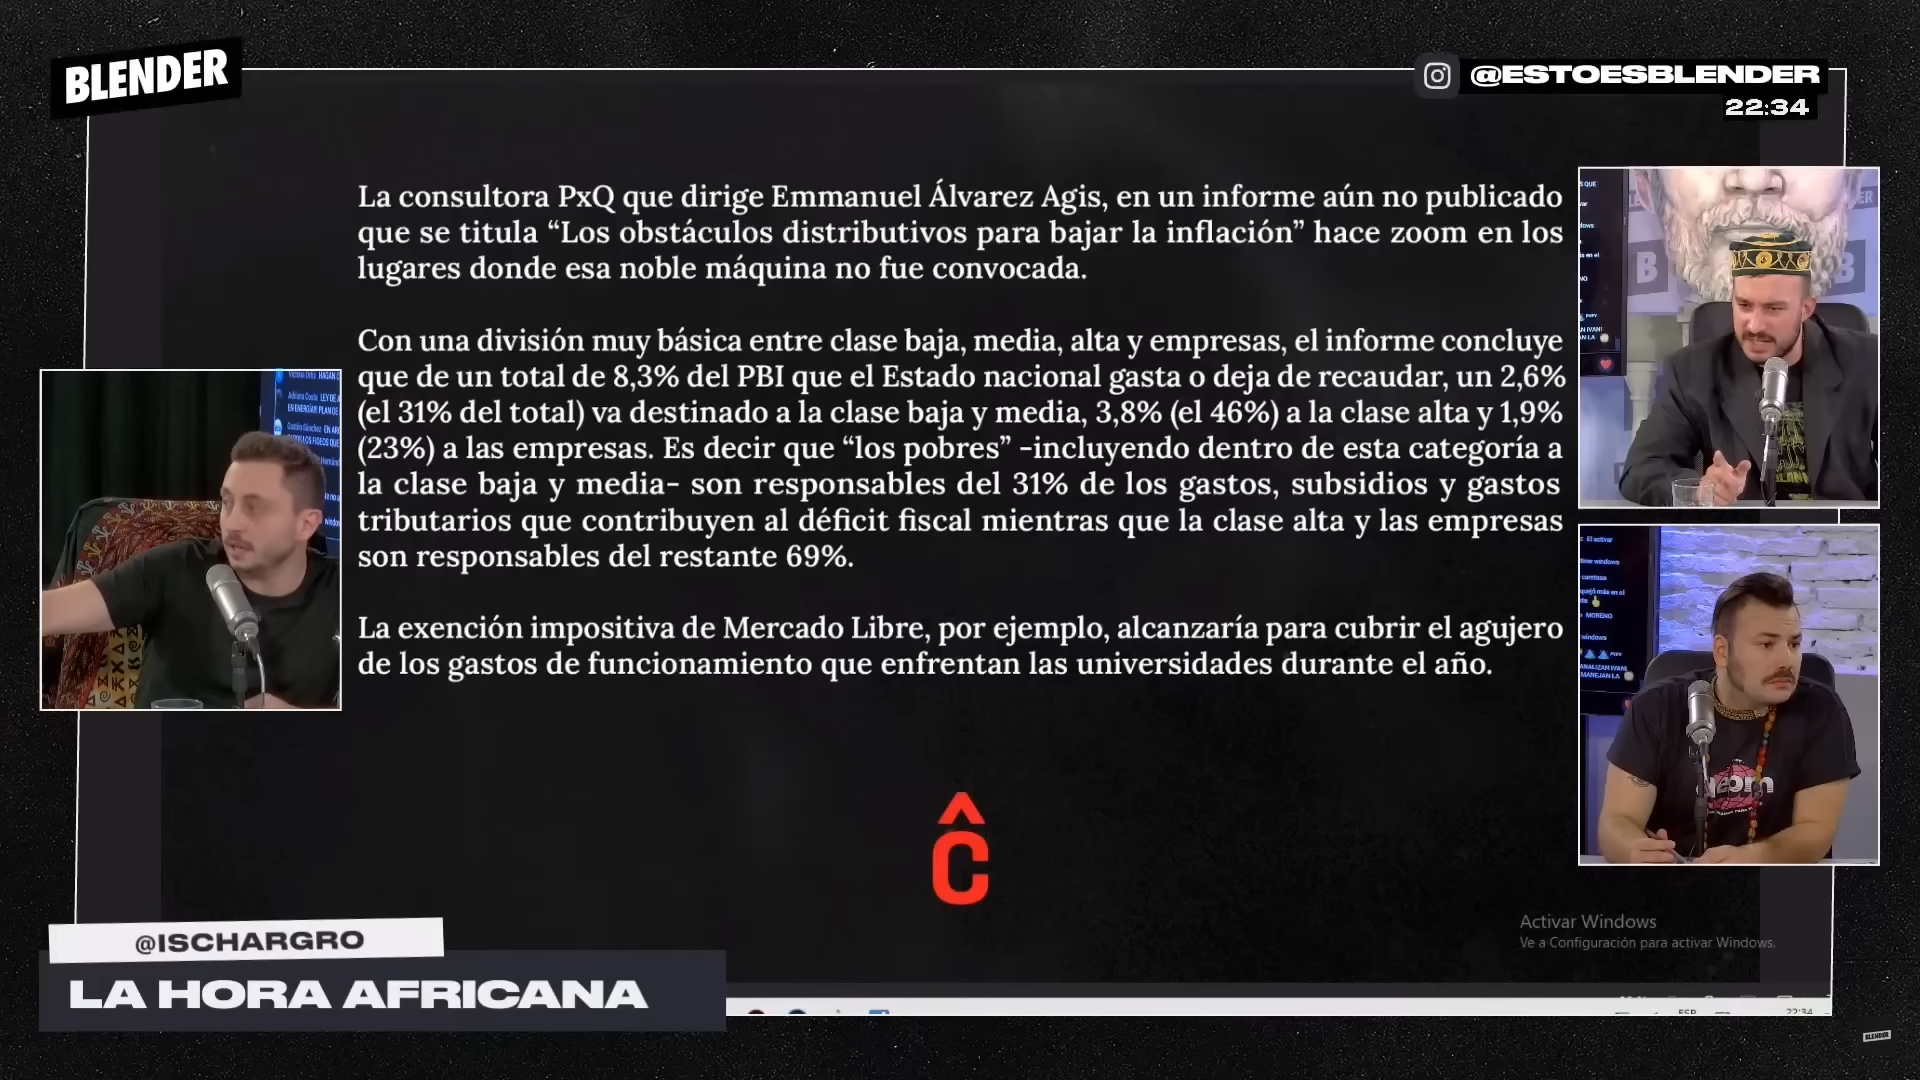 BLENDER
@ESTOESBLENDER
22:34
La consultora PxQ que dirige Emmanuel Álvarez Agis, en un informe aún no publicado
que se titula “Los obstáculos distributivos para bajar la inflación” hace zoom en los
lugares donde esa noble máquina no fue convocada.
Con una división muy básica entre clase baja, media, alta y empresas, el informe concluye
que de un total de 8,3% del PBI que el Estado nacional gasta o deja de recaudar, un 2,6%
(el 31% del total) va destinado a la clase baja y media, 3,8% (el 46%) a la clase alta y 1,9%
(23%) a las empresas. Es decir que “los pobres” -incluyendo dentro de esta categoría a
la clase baja y media- son responsables del 31% de los gastos, subsidios y gastos
tributarios que contribuyen al déficit fiscal mientras que la clase alta y las empresas
son responsables del restante 69%.
La exención impositiva de Mercado Libre, por ejemplo, alcanzaría para cubrir el agujero
de los gastos de funcionamiento que enfrentan las universidades durante el año.
Ĉ
Activar Windows
Ve a Configuración para activar Windows.
@ISCHARGRO
LA HORA AFRICANA
22:34
BLENDER